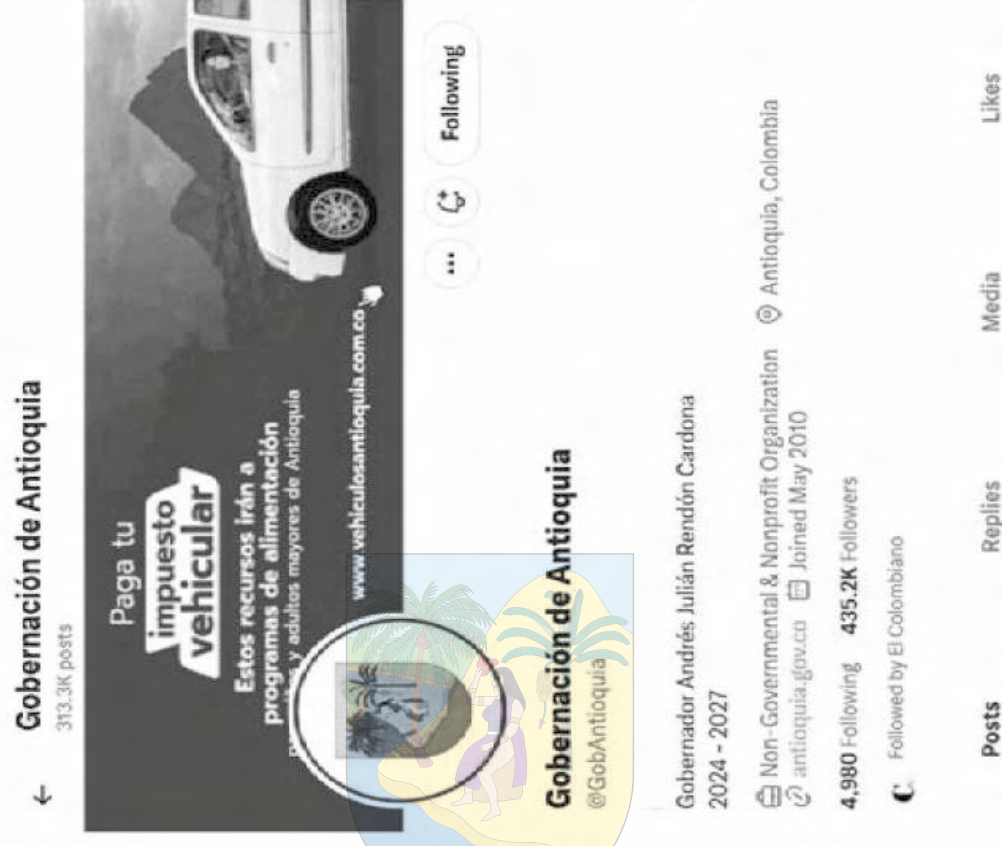 Gobernación de Antioquia
313.3K posts
Paga tu
impuesto
vehicular
Estos recursos irán a
programas de alimentación
y adultos mayores de Antioquia
www.vehiculosantioquia.com.co
Following
Gobernación de Antioquia
@GobAntioquia
Gobernador Andrés Julián Rendón Cardona
2024 - 2027
Non-Governmental & Nonprofit Organization Antioquia, Colombia
antioquia.gov.co Joined May 2010
4,980 Following 435.2K Followers
Followed by El Colombiano
Posts Replies Media Likes